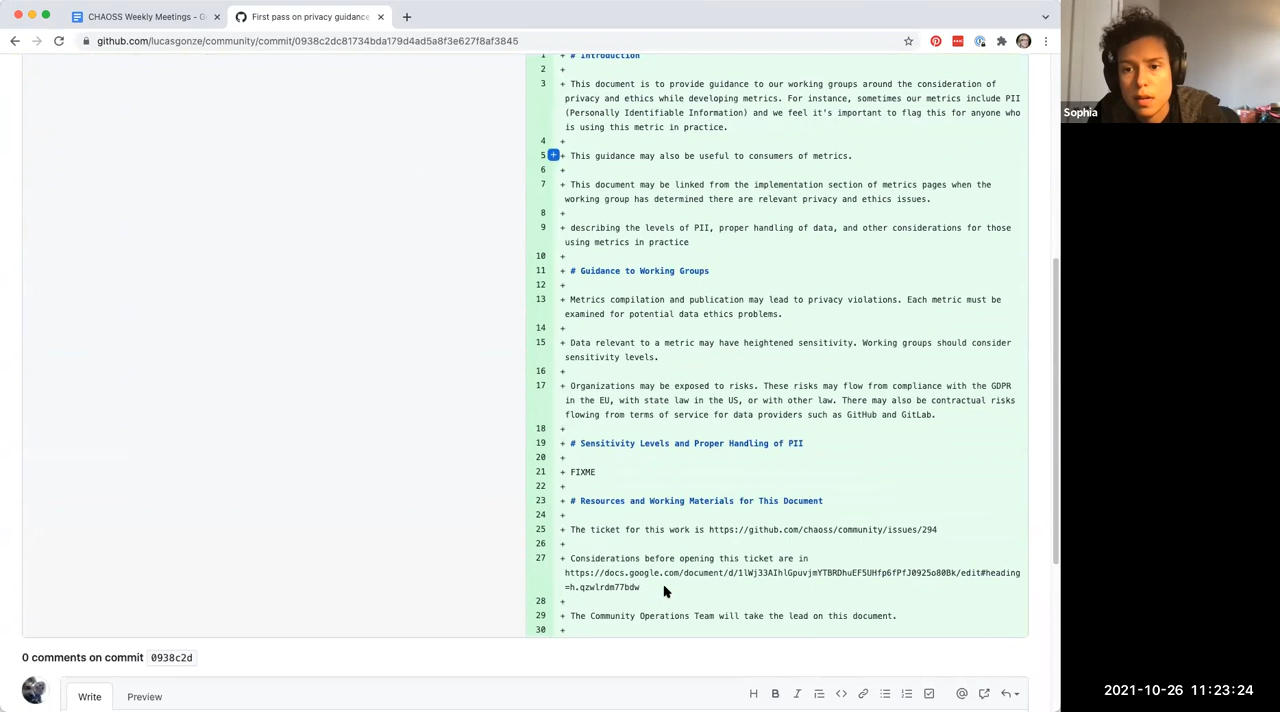 CHAOSS Weekly Meetings - G
First pass on privacy guidance
github.com/lucasgonze/community/commit/0938c2dc81734bda179d4ad5a8f3e627f8af3845
Sophia
1 # Introduction
2 +
3 + This document is to provide guidance to our working groups around the consideration of
privacy and ethics while developing metrics. For instance, sometimes our metrics include PII
(Personally Identifiable Information) and we feel it's important to flag this for anyone who
is using this metric in practice.
4 +
5 + This guidance may also be useful to consumers of metrics.
6 +
7 + This document may be linked from the implementation section of metrics pages when the
working group has determined there are relevant privacy and ethics issues.
8 +
9 + describing the levels of PII, proper handling of data, and other considerations for those
using metrics in practice
10 +
11 + # Guidance to Working Groups
12 +
13 + Metrics compilation and publication may lead to privacy violations. Each metric must be
examined for potential data ethics problems.
14 +
15 + Data relevant to a metric may have heightened sensitivity. Working groups should consider
sensitivity levels.
16 +
17 + Organizations may be exposed to risks. These risks may flow from compliance with the GDPR
in the EU, with state law in the US, or with other law. There may also be contractual risks
flowing from terms of service for data providers such as GitHub and GitLab.
18 +
19 + # Sensitivity Levels and Proper Handling of PII
20 +
21 + FIXME
22 +
23 + # Resources and Working Materials for This Document
24 +
25 + The ticket for this work is https://github.com/chaoss/community/issues/294
26 +
27 + Considerations before opening this ticket are in
https://docs.google.com/document/d/1lWj33AIhlGpuvjmYTBRDhuEF5UHfp6fPfJ0925o80Bk/edit#heading
=h.qzwlrdm77bdw
28 +
29 + The Community Operations Team will take the lead on this document.
30 +
0 comments on commit 0938c2d
Write Preview
2021-10-26 11:23:24